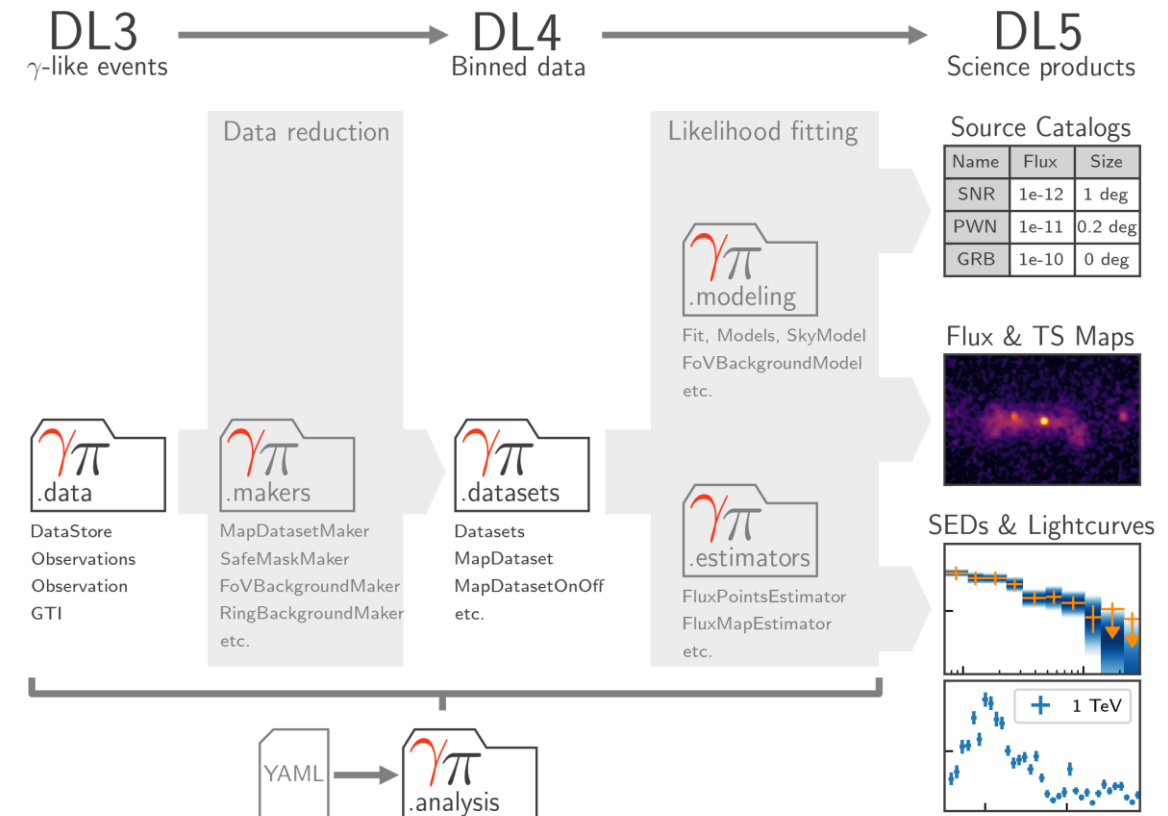 DL3
γ-like events
DL4
Binned data
DL5
Science products
Data reduction
Likelihood fitting
γπ
.data
DataStore
Observations
Observation
GTI
γπ
.makers
MapDatasetMaker
SafeMaskMaker
FoVBackgroundMaker
RingBackgroundMaker
etc.
γπ
.datasets
Datasets
MapDataset
MapDatasetOnOff
etc.
γπ
.modeling
Fit, Models, SkyModel
FoVBackgroundModel
etc.
γπ
.estimators
FluxPointsEstimator
FluxMapEstimator
etc.
Source Catalogs
Name Flux Size
SNR 1e-12 1 deg
PWN 1e-11 0.2 deg
GRB 1e-10 0 deg
Flux & TS Maps
SEDs & Lightcurves
1 TeV
YAML
γπ
.analysis